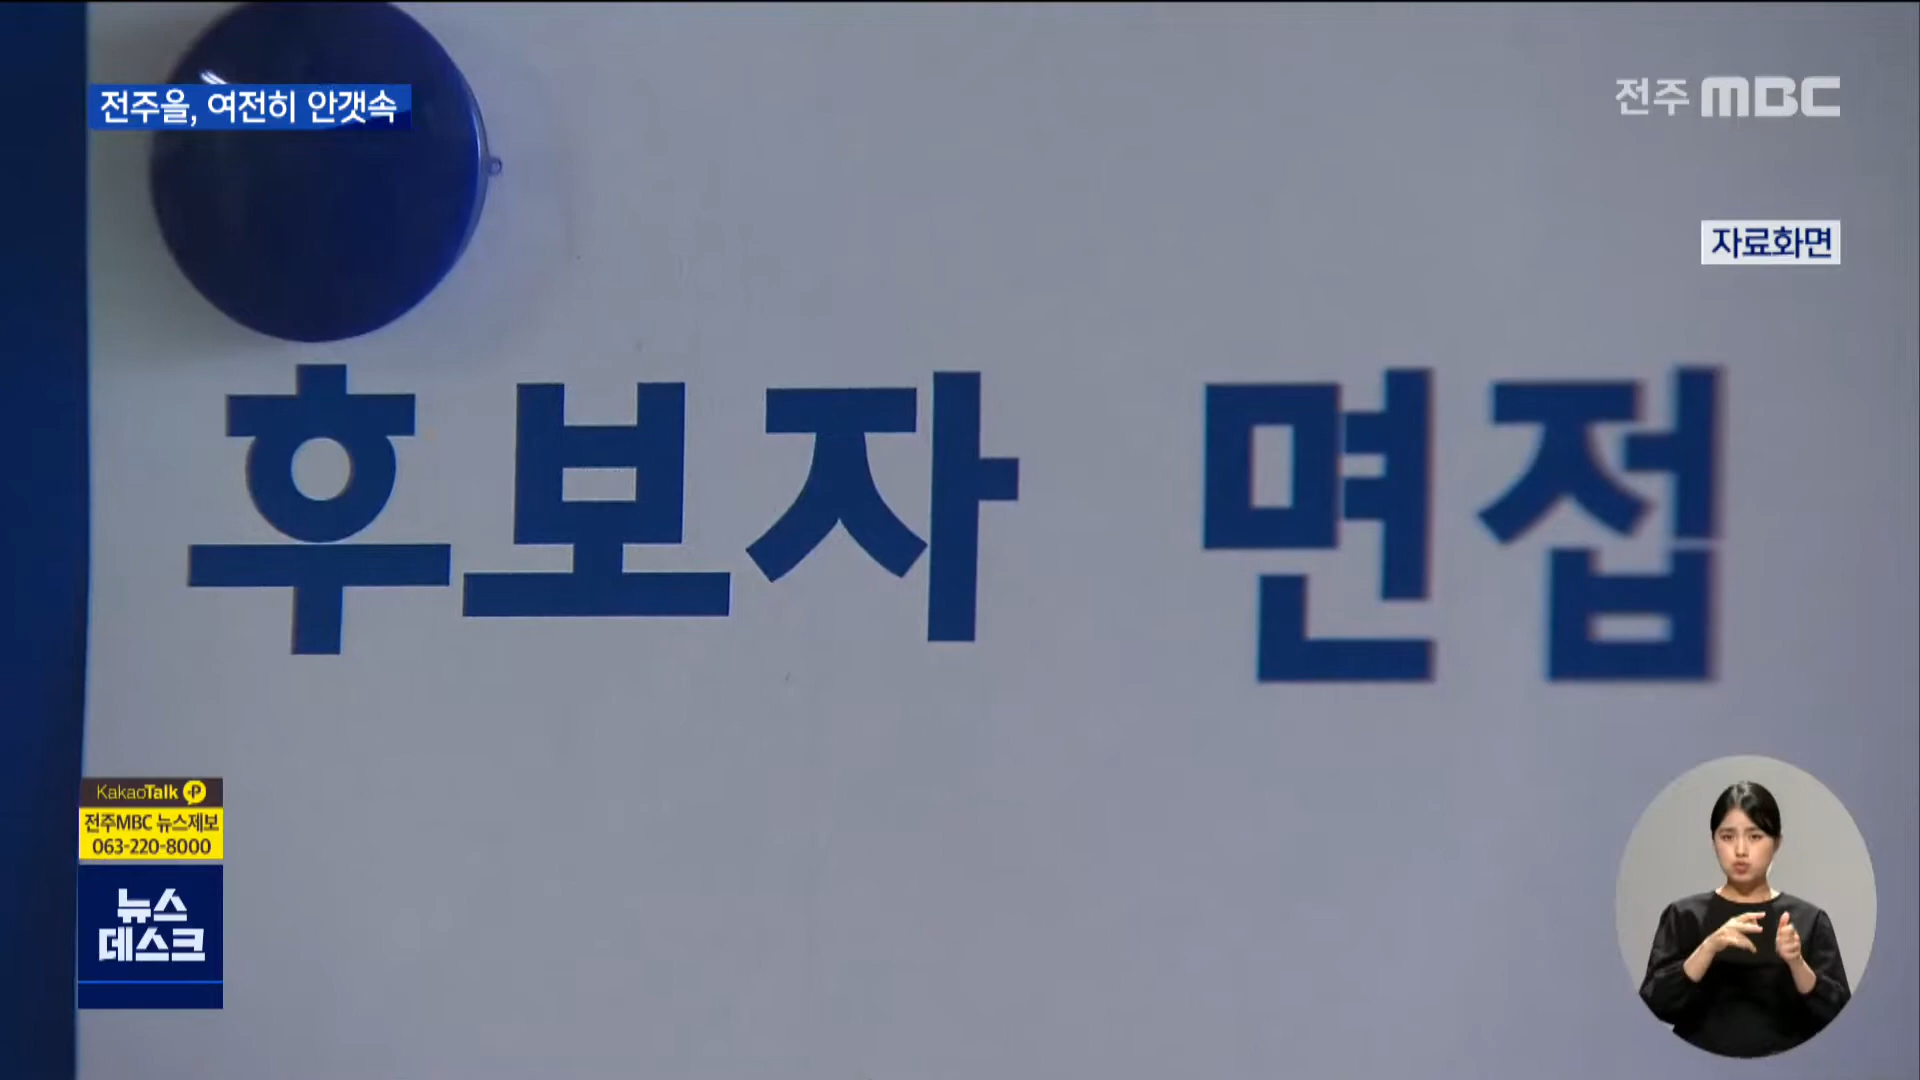 전주을, 여전히 안갯속
전주 MBC
자료화면
후보자 면접
KakaoTalk P
전주MBC 뉴스제보
063-220-8000
뉴스
데스크